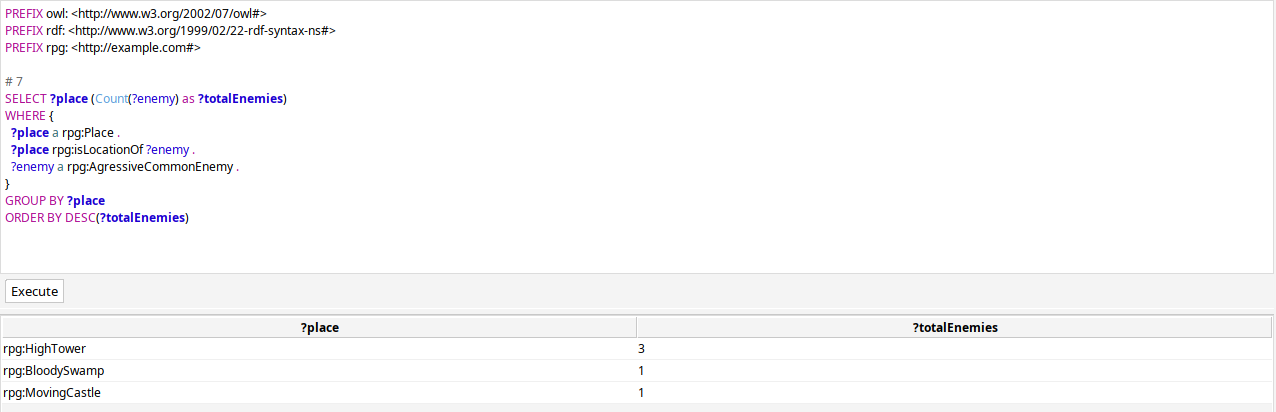 PREFIX owl: <http://www.w3.org/2002/07/owl#>
PREFIX rdf: <http://www.w3.org/1999/02/22-rdf-syntax-ns#>
PREFIX rpg: <http://example.com#>
# 7
SELECT ?place (Count(?enemy) as ?totalEnemies)
WHERE {
?place a rpg:Place .
?place rpg:isLocationOf ?enemy .
?enemy a rpg:AgressiveCommonEnemy .
}
GROUP BY ?place
ORDER BY DESC(?totalEnemies)
Execute
?place ?totalEnemies
rpg:HighTower 3
rpg:BloodySwamp 1
rpg:MovingCastle 1